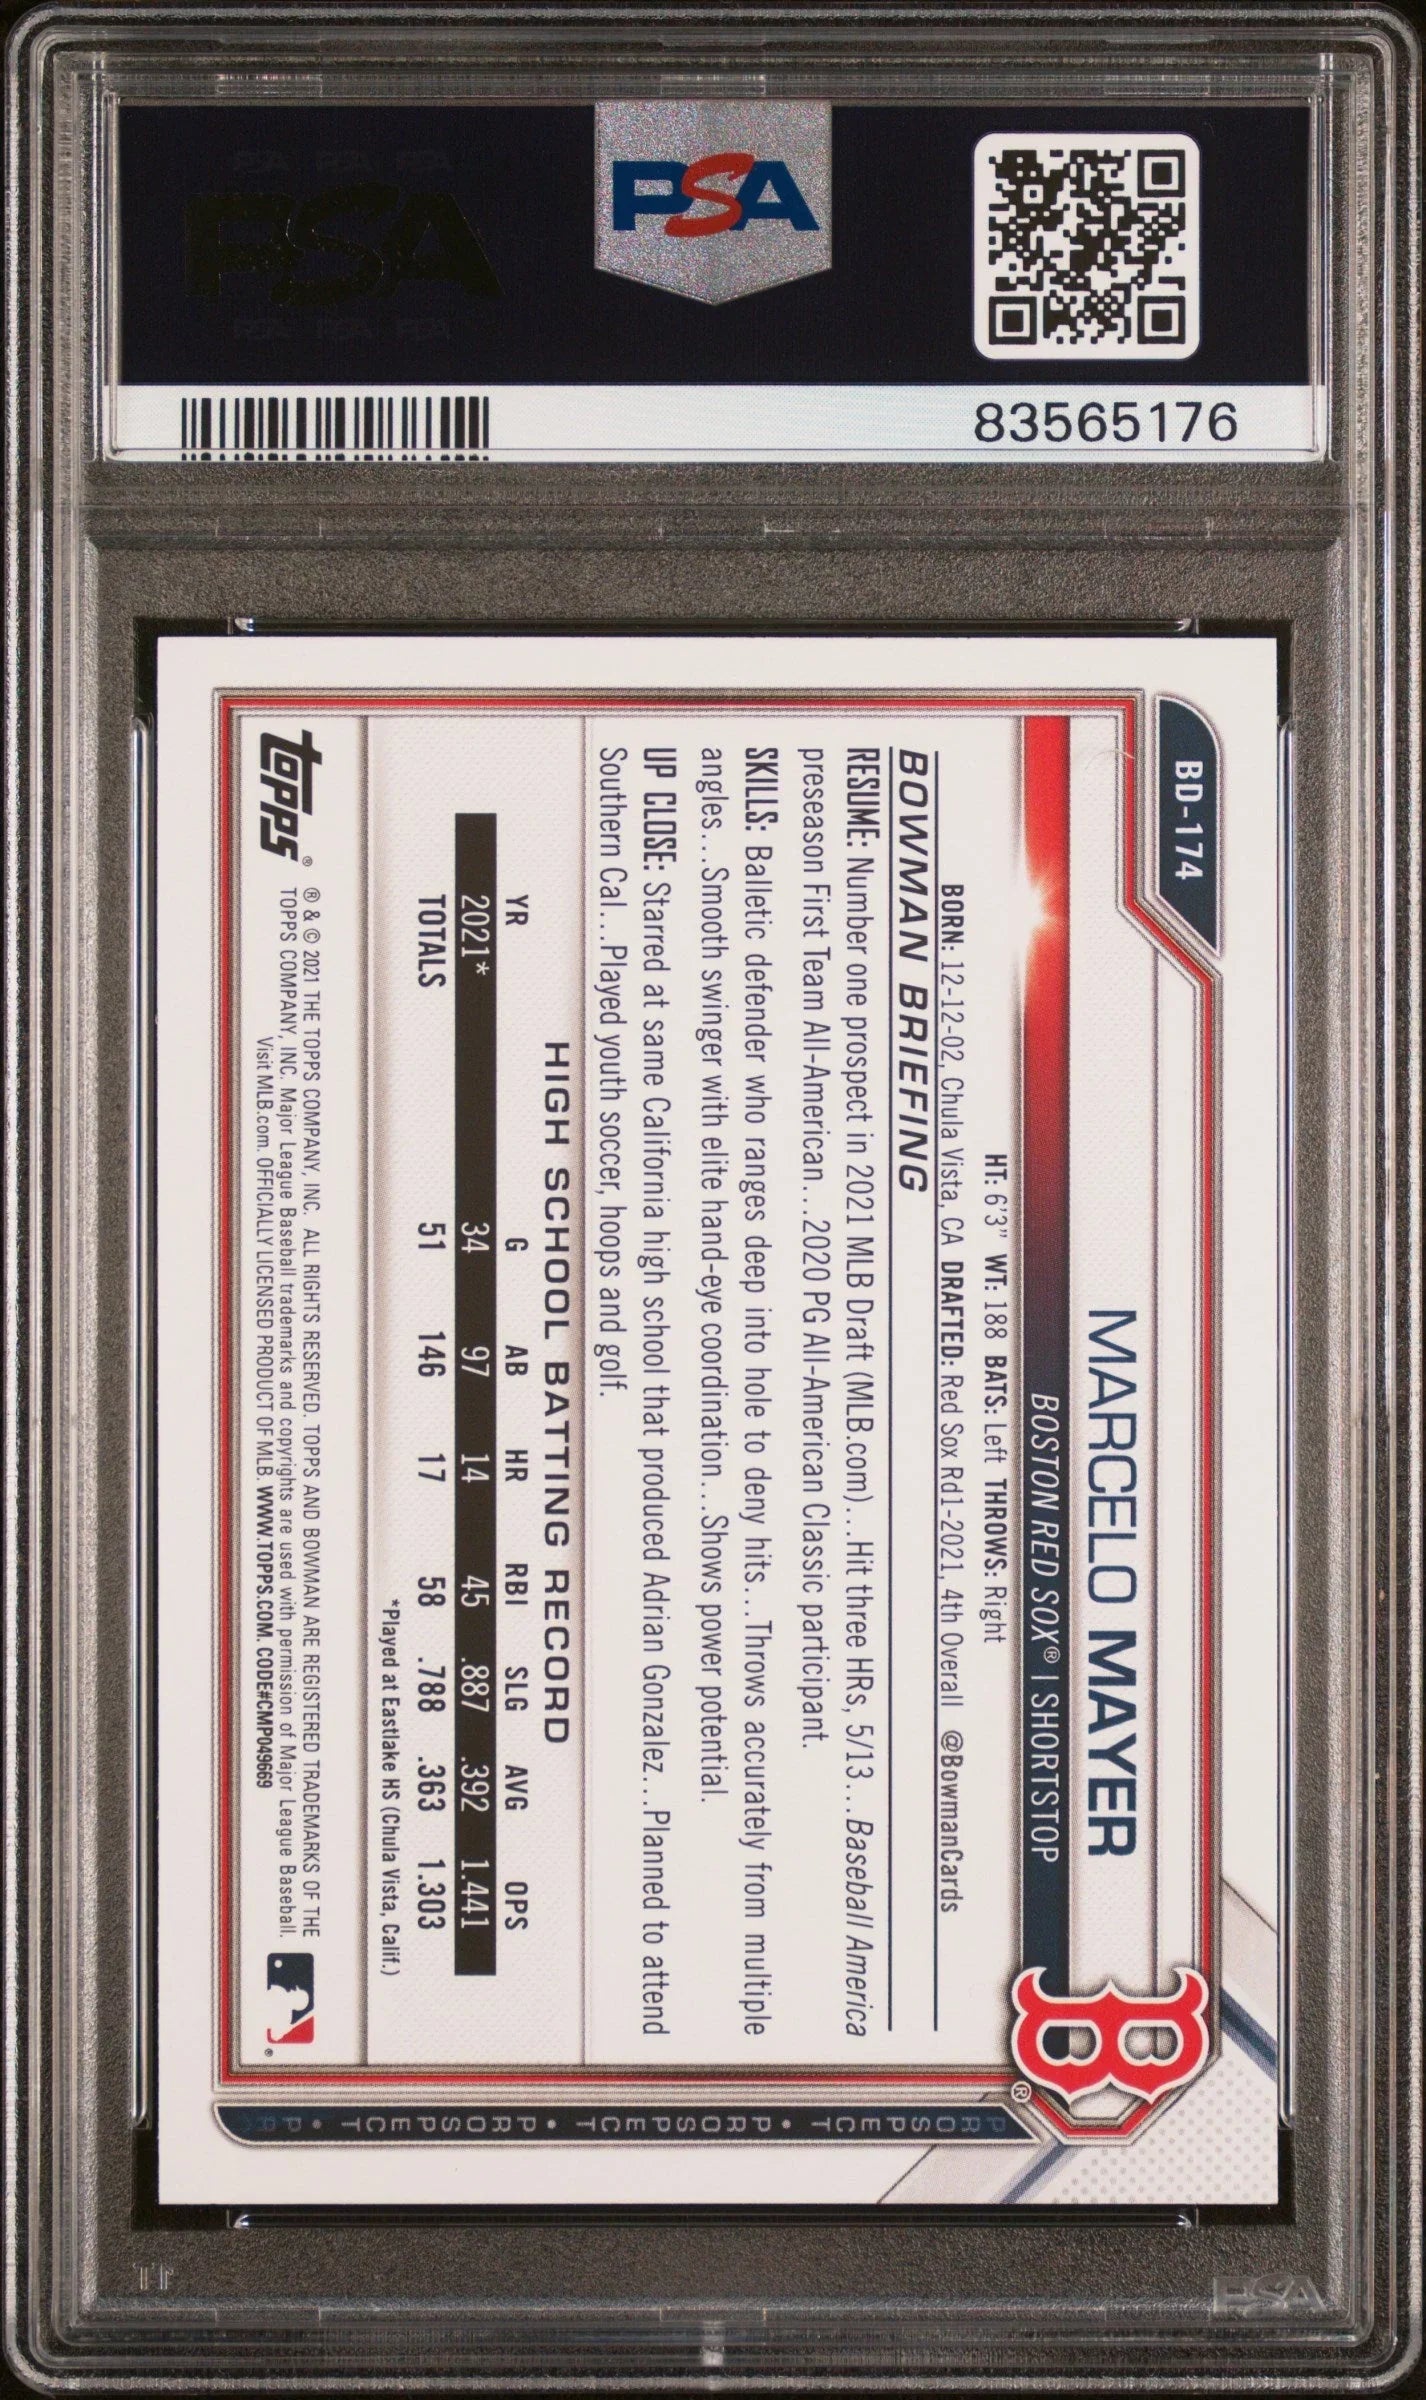 PSA
PSA
83565176
BD-174
MARCELO MAYER
BOSTON RED SOX® | SHORTSTOP
HT: 6'3" WT: 188 BATS: Left THROWS: Right
BORN: 12-12-02, Chula Vista, CA DRAFTED: Red Sox Rd1-2021, 4th Overall @BowmanCards
BOWMAN BRIEFING
RESUME: Number one prospect in 2021 MLB Draft (MLB.com)...Hit three HRs, 5/13...Baseball America
preseason First Team All-American...2020 PG All-American Classic participant.
SKILLS: Balletic defender who ranges deep into hole to deny hits...Throws accurately from multiple
angles...Smooth swinger with elite hand-eye coordination...Shows power potential.
UP CLOSE: Starred at same California high school that produced Adrian Gonzalez...Planned to attend
Southern Cal...Played youth soccer, hoops and golf.
HIGH SCHOOL BATTING RECORD
YR G AB HR RBI SLG AVG OPS
2021* 34 97 14 45 .887 .392 1.441
TOTALS 51 146 17 58 .788 .363 1.303
*Played at Eastlake HS (Chula Vista, Calif.)
topps®
® & © 2021 THE TOPPS COMPANY, INC. ALL RIGHTS RESERVED. TOPPS AND BOWMAN ARE REGISTERED TRADEMARKS OF THE
TOPPS COMPANY, INC. Major League Baseball trademarks and copyrights are used with permission of Major League Baseball.
Visit MLB.com. OFFICIALLY LICENSED PRODUCT OF MLB. WWW.TOPPS.COM. CODE#CMP049669
B®
PROSPECT • PROSPECT • PROSPECT • PR
PSA